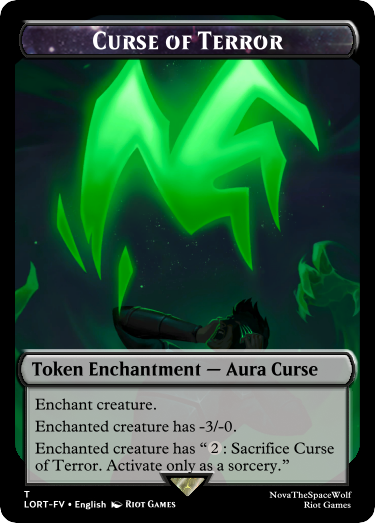 Curse of Terror
Token Enchantment — Aura Curse
Enchant creature.
Enchanted creature has -3/-0.
Enchanted creature has “2: Sacrifice Curse
of Terror. Activate only as a sorcery.”
T
LORT-FV • English Riot Games
NovaTheSpaceWolf
Riot Games